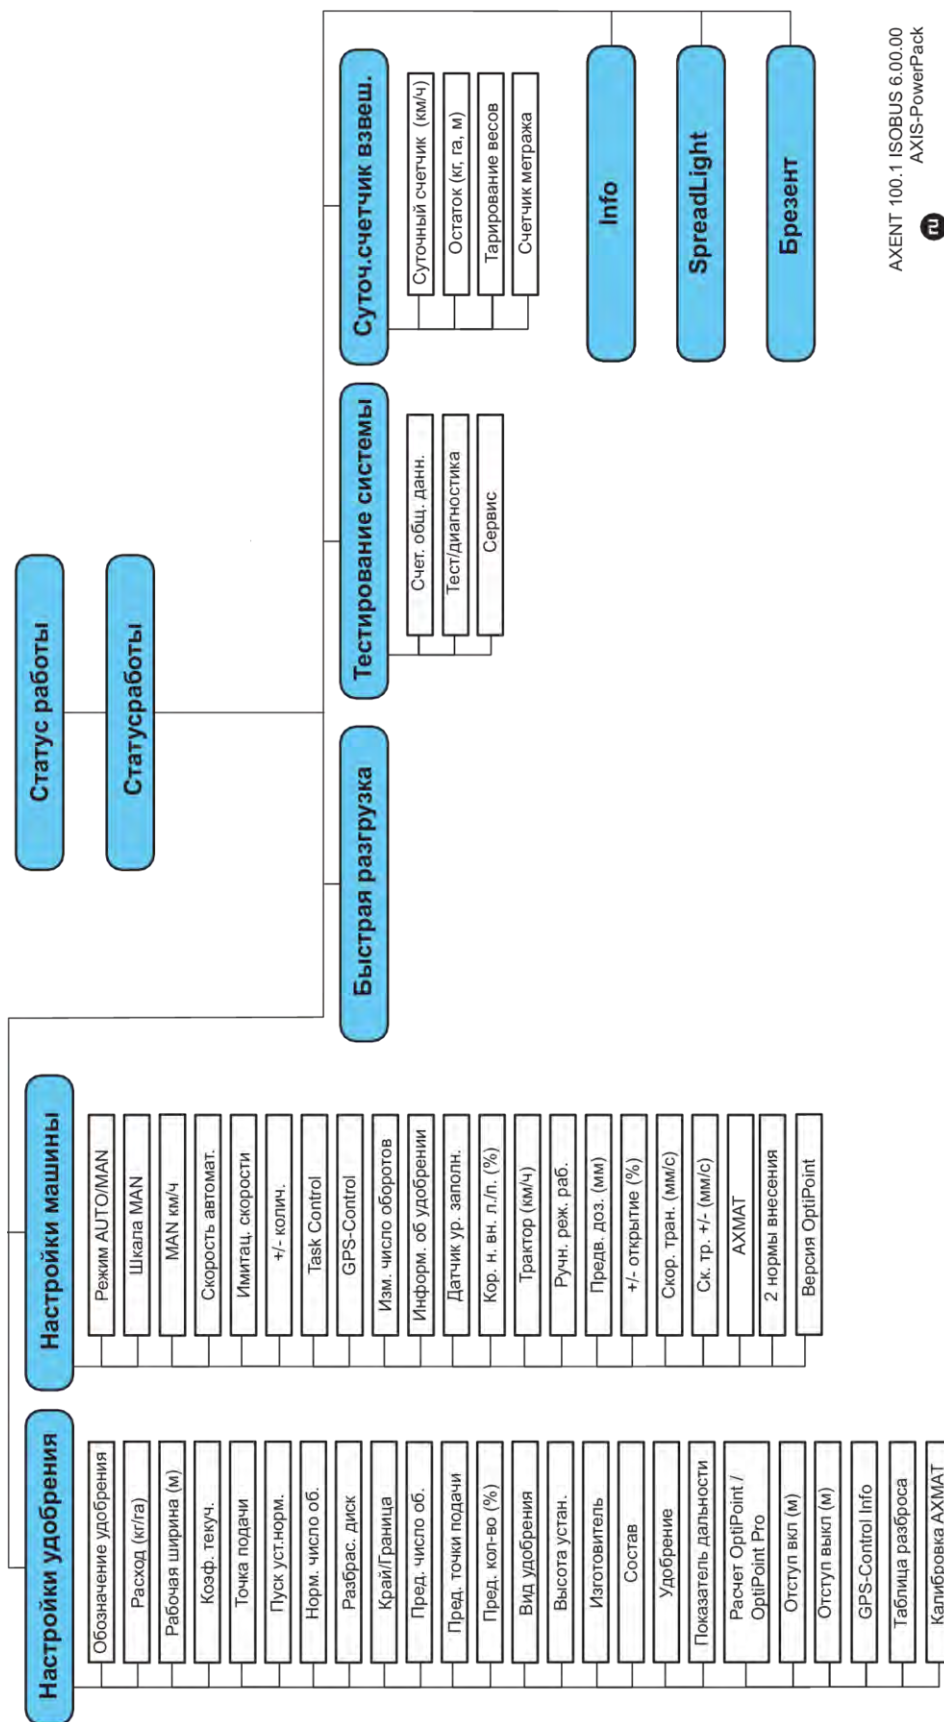 Статус работы
Статусработы
Настройки удобрения
Обозначение удобрения
Расход (кг/га)
Рабочая ширина (м)
Коэф. текуч.
Точка подачи
Пуск уст.норм.
Норм. число об.
Разбрас. диск
Край/Граница
Пред. число об.
Пред. точки подачи
Пред. кол-во (%)
Вид удобрения
Высота устан.
Изготовитель
Состав
Удобрение
Показатель дальности
Расчет OptiPoint /
OptiPoint Pro
Отступ вкл (м)
Отступ выкл (м)
GPS-Control Info
Таблица разброса
Калибровка AXMAT
Настройки машины
Режим AUTO/MAN
Шкала MAN
MAN км/ч
Скорость автомат.
Имитац. скорости
+/- колич.
Task Control
GPS-Control
Изм. число оборотов
Информ. об удобрении
Датчик ур. заполн.
Кор. н. вн. л./п. (%)
Трактор (км/ч)
Ручн. реж. раб.
Предв. доз. (мм)
+/- открытие (%)
Скор. тран. (мм/с)
Ск. тр. +/- (мм/с)
AXMAT
2 нормы внесения
Версия OptiPoint
Быстрая разгрузка
Тестирование системы
Счет. общ. данн.
Тест/диагностика
Сервис
Суточ.счетчик взвеш.
Суточный счетчик (км/ч)
Остаток (кг, га, м)
Тарирование весов
Счетчик метража
Info
SpreadLight
Брезент
AXENT 100.1 ISOBUS 6.00.00
AXIS-PowerPack
ru